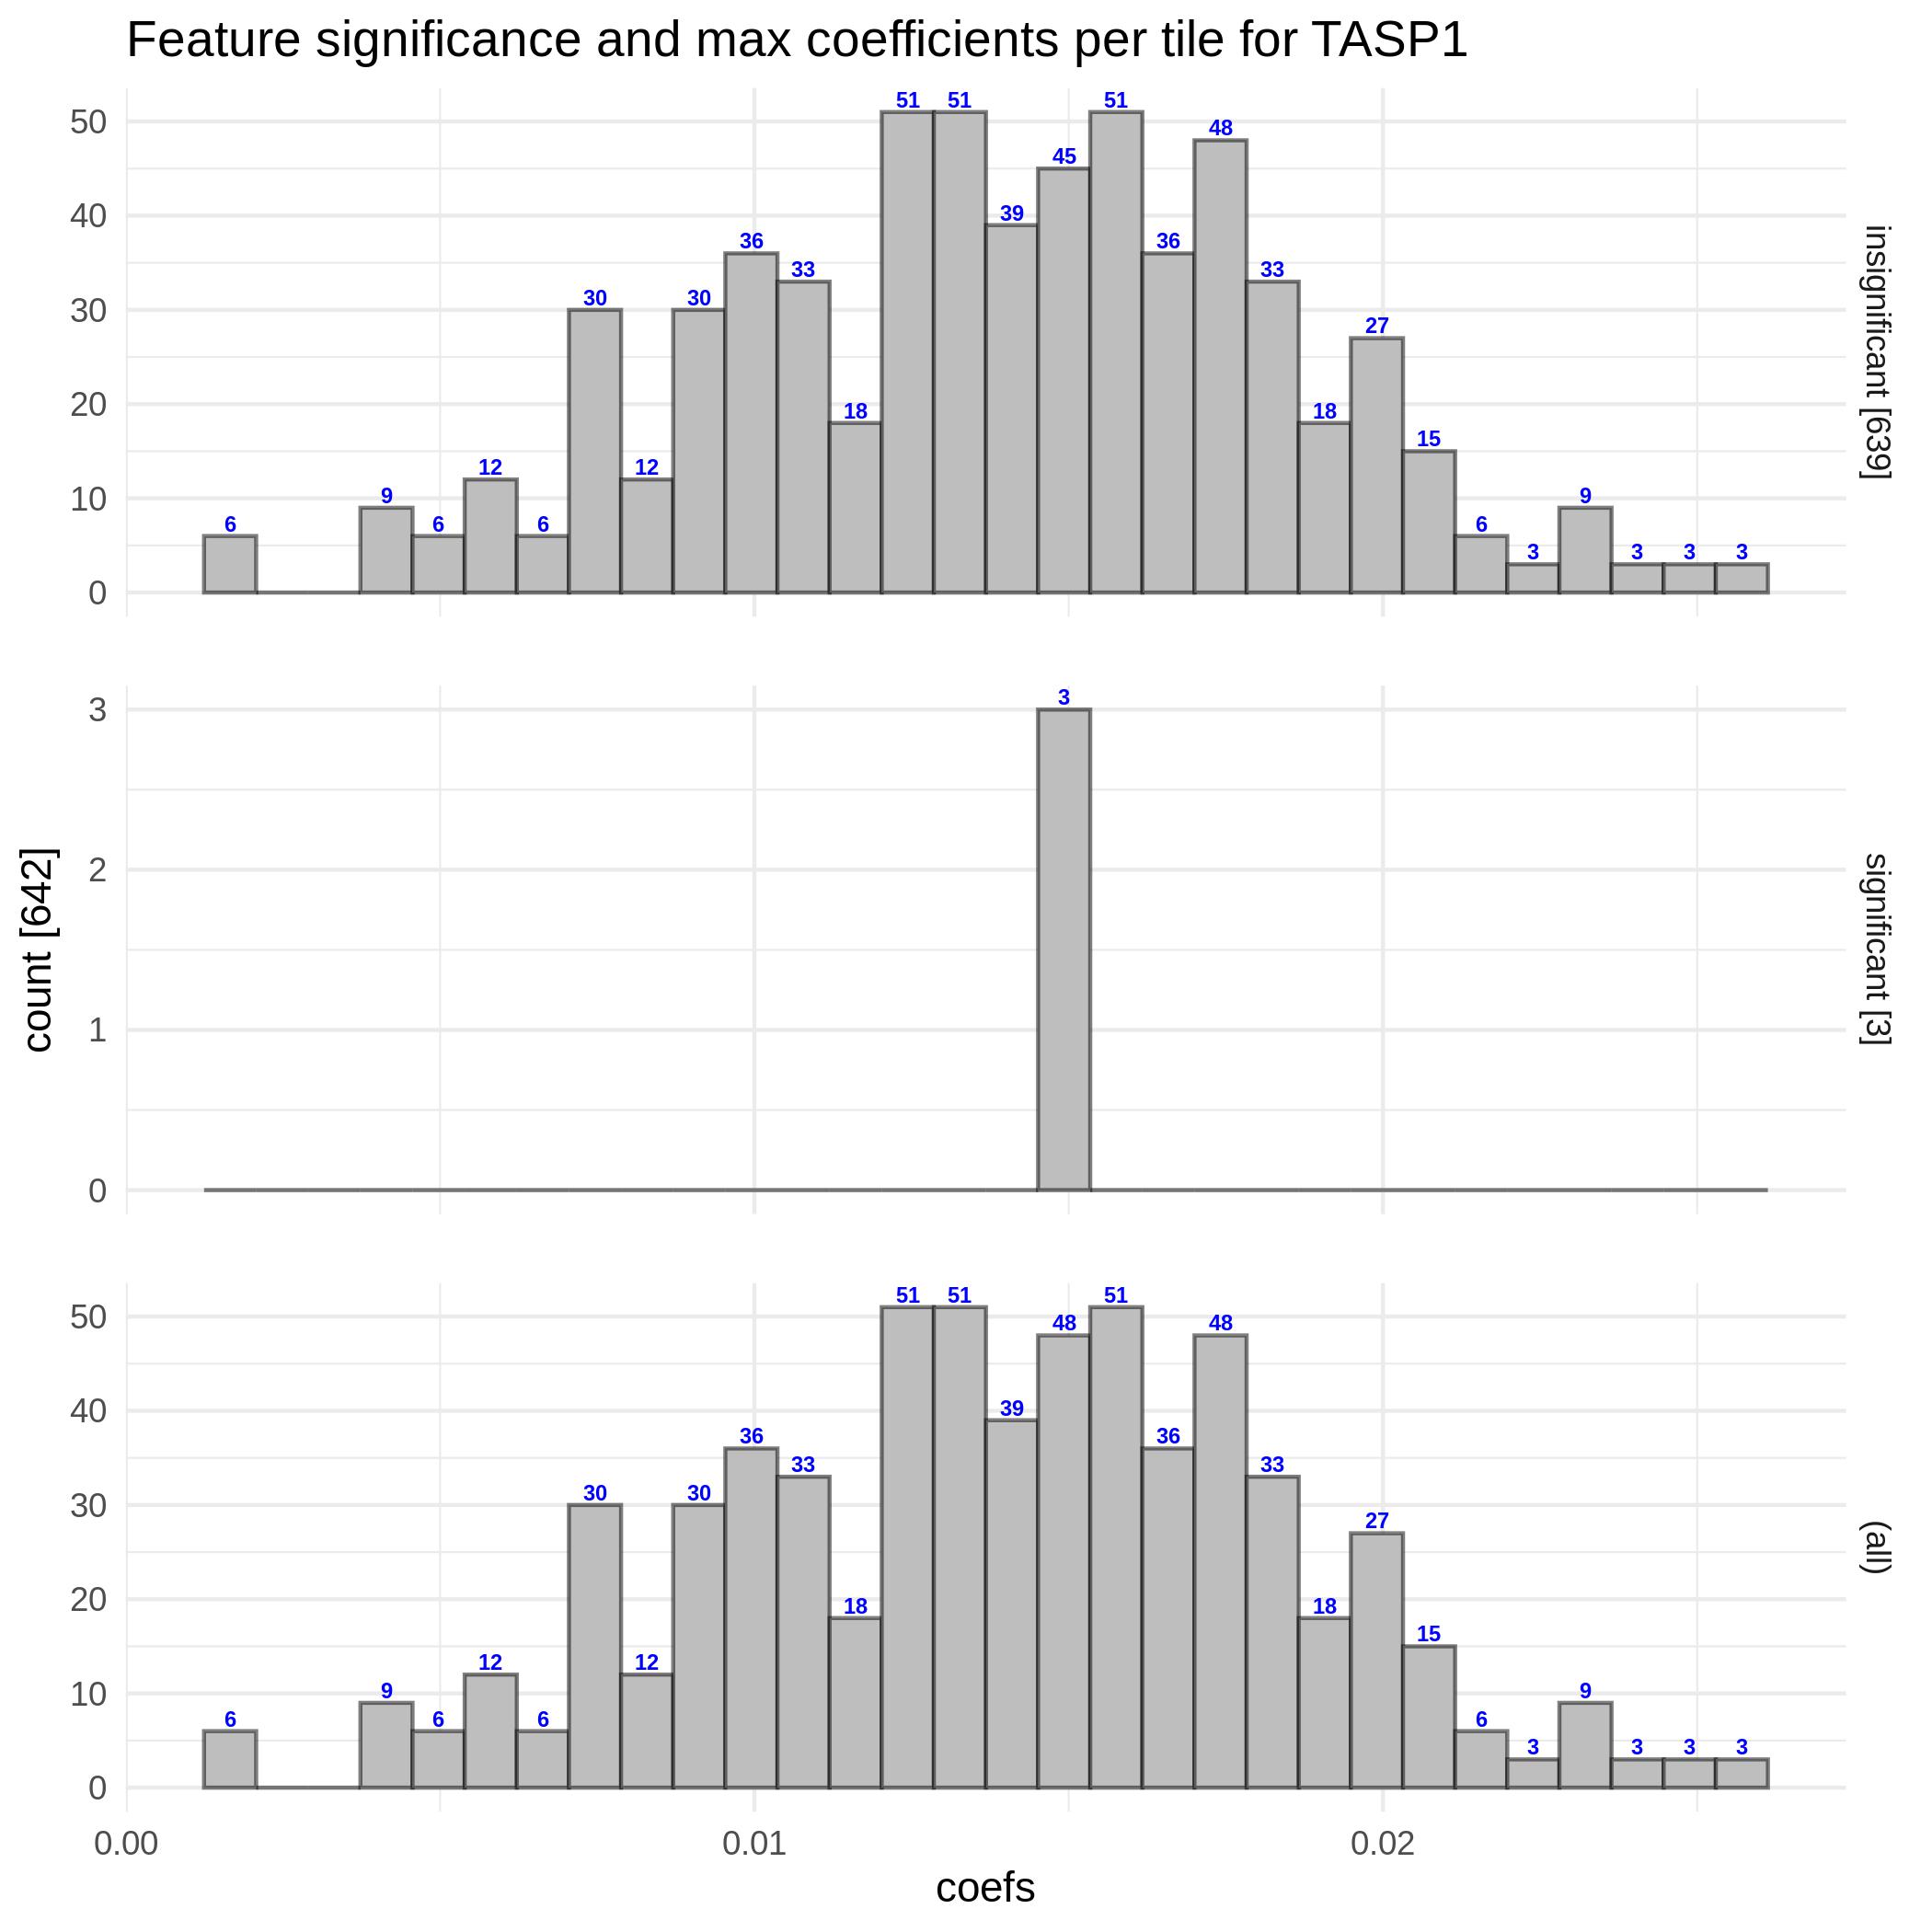 Feature significance and max coefficients per tile for TASP1
50
40
30
20
10
0
6 9 6 12 6 30 12 30 36 33 18 51 51 39 45 51 36 48 33 18 27 15 6 3 9 3 3 3
insignificant [639]
count [642]
3
2
1
0
3
significant [3]
50
40
30
20
10
0
6 9 6 12 6 30 12 30 36 33 18 51 51 39 48 51 36 48 33 18 27 15 6 3 9 3 3 3
(all)
0.00 0.01 0.02
coefs